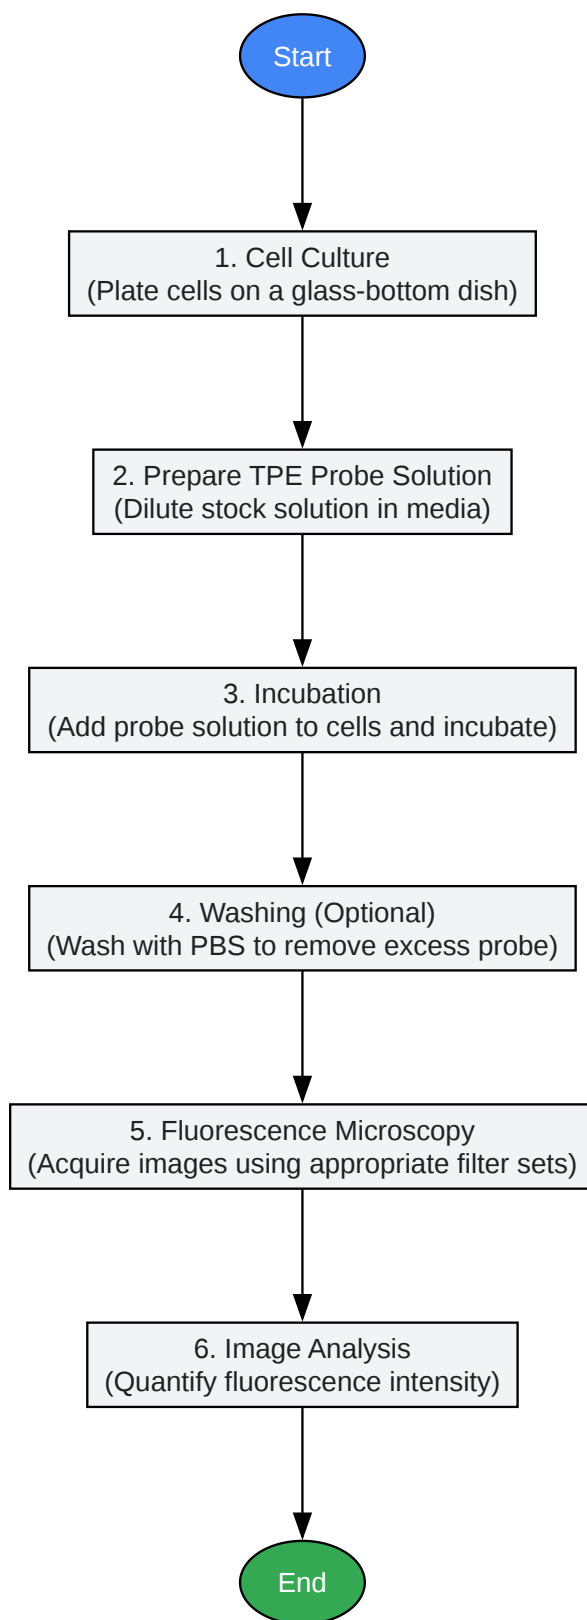 Start
1. Cell Culture
(Plate cells on a glass-bottom dish)
2. Prepare TPE Probe Solution
(Dilute stock solution in media)
3. Incubation
(Add probe solution to cells and incubate)
4. Washing (Optional)
(Wash with PBS to remove excess probe)
5. Fluorescence Microscopy
(Acquire images using appropriate filter sets)
6. Image Analysis
(Quantify fluorescence intensity)
End